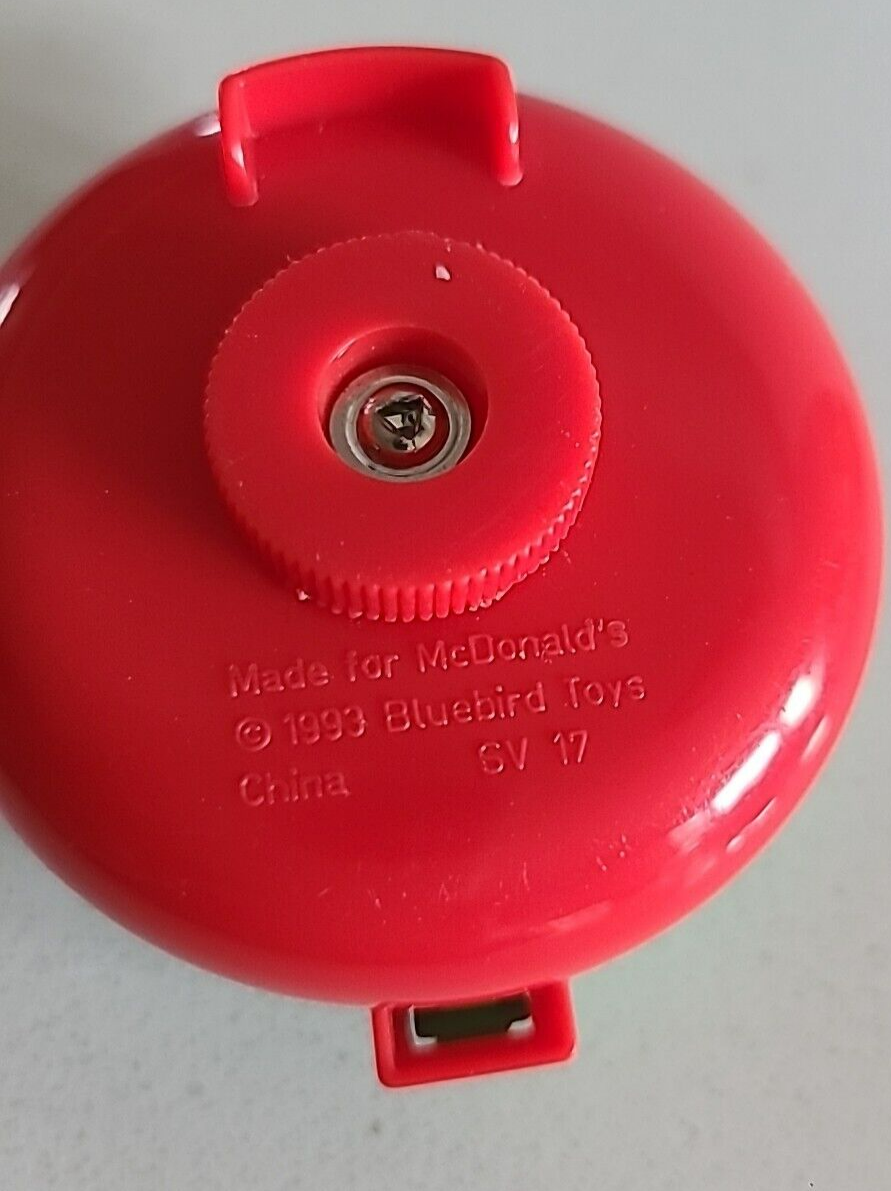 Made for McDonald's
© 1993 Bluebird Toys
China SV 17